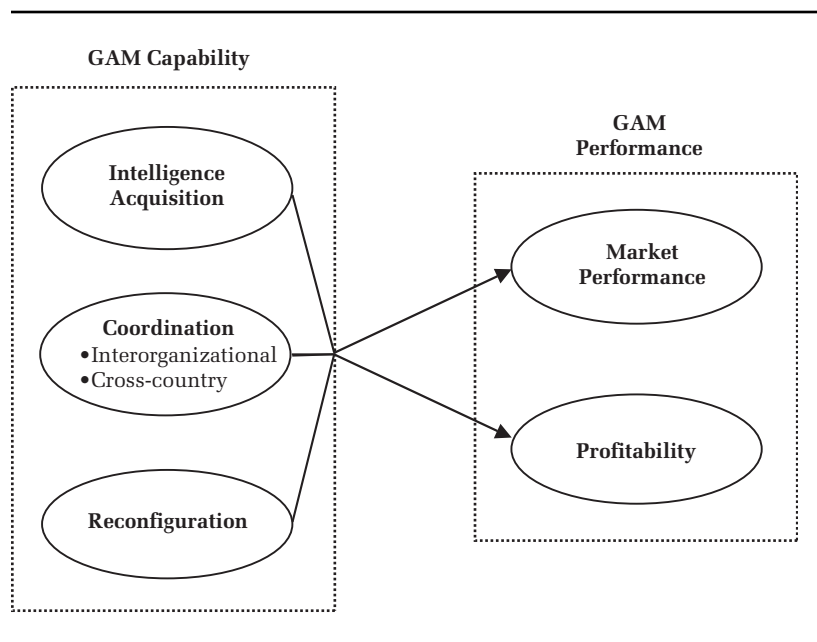 GAM Capability
Intelligence
Acquisition
Coordination
•Interorganizational
•Cross-country
Reconfiguration
GAM
Performance
Market
Performance
Profitability